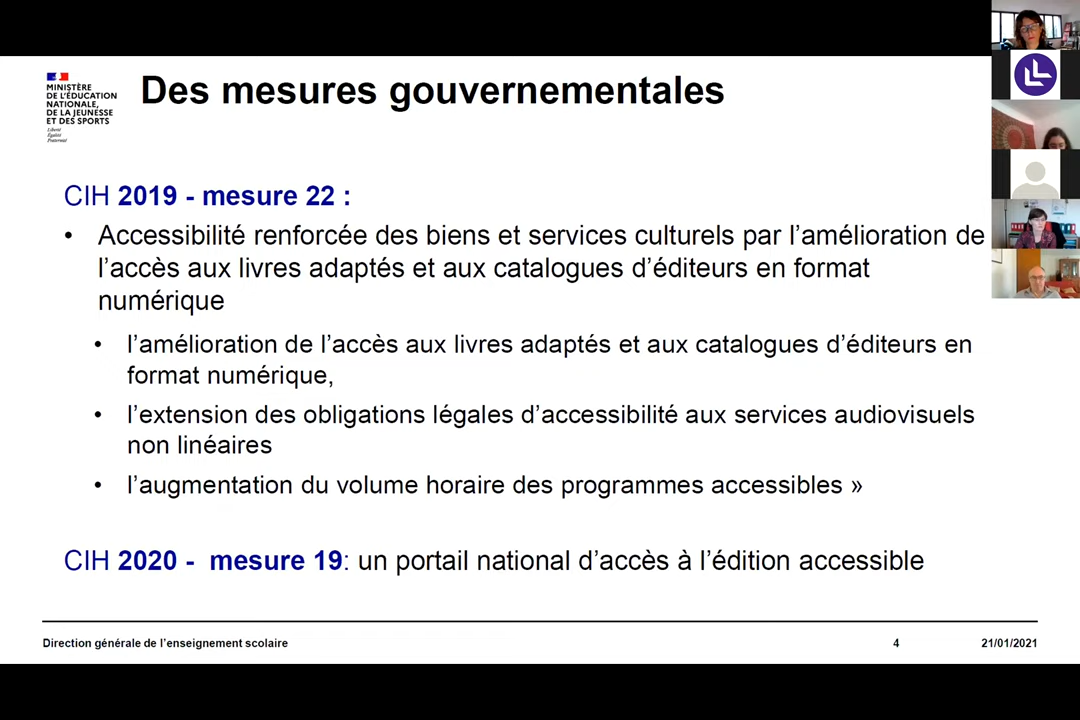 MINISTÈRE
DE L'ÉDUCATION
NATIONALE,
DE LA JEUNESSE
ET DES SPORTS
Liberté
Égalité
Fraternité
Des mesures gouvernementales
CIH 2019 - mesure 22 :
• Accessibilité renforcée des biens et services culturels par l’amélioration de
l’accès aux livres adaptés et aux catalogues d’éditeurs en format
numérique
• l’amélioration de l’accès aux livres adaptés et aux catalogues d’éditeurs en
format numérique,
• l’extension des obligations légales d’accessibilité aux services audiovisuels
non linéaires
• l’augmentation du volume horaire des programmes accessibles »
CIH 2020 - mesure 19: un portail national d’accès à l’édition accessible
Direction générale de l’enseignement scolaire
4
21/01/2021